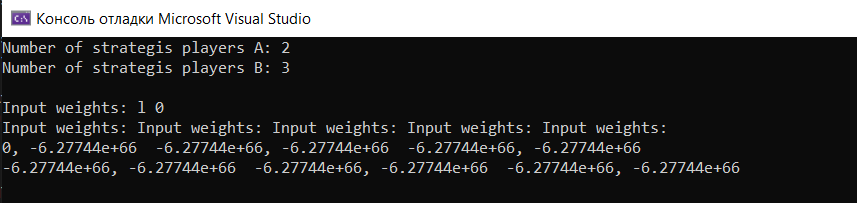 Консоль отладки Microsoft Visual Studio
Number of strategis players A: 2
Number of strategis players B: 3
Input weights: l 0
Input weights: Input weights: Input weights: Input weights: Input weights:
0, -6.27744e+66  -6.27744e+66, -6.27744e+66  -6.27744e+66, -6.27744e+66
-6.27744e+66, -6.27744e+66  -6.27744e+66, -6.27744e+66  -6.27744e+66, -6.27744e+66